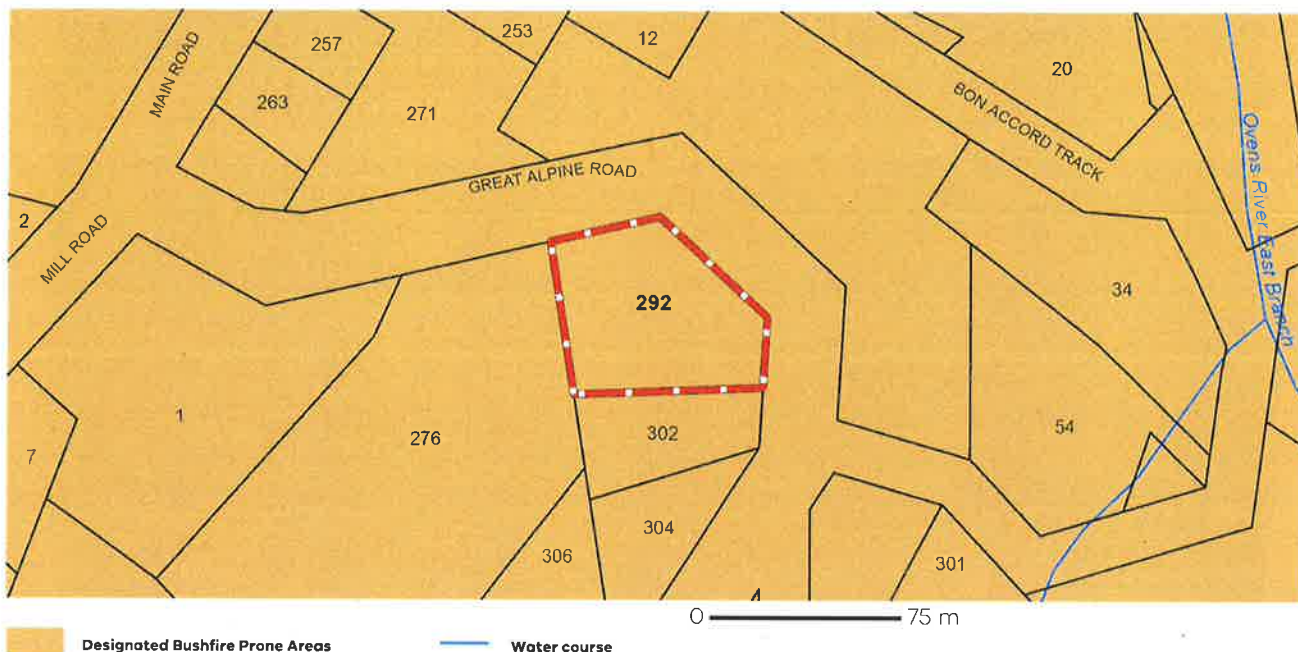 257
253
12
20
MAIN ROAD
263
271
BON ACCORD TRACK
GREAT ALPINE ROAD
Ovens River East Branch
2
MILL ROAD
292
34
1
276
302
54
7
304
306
301
4
0 75 m
Designated Bushfire Prone Areas
Water course